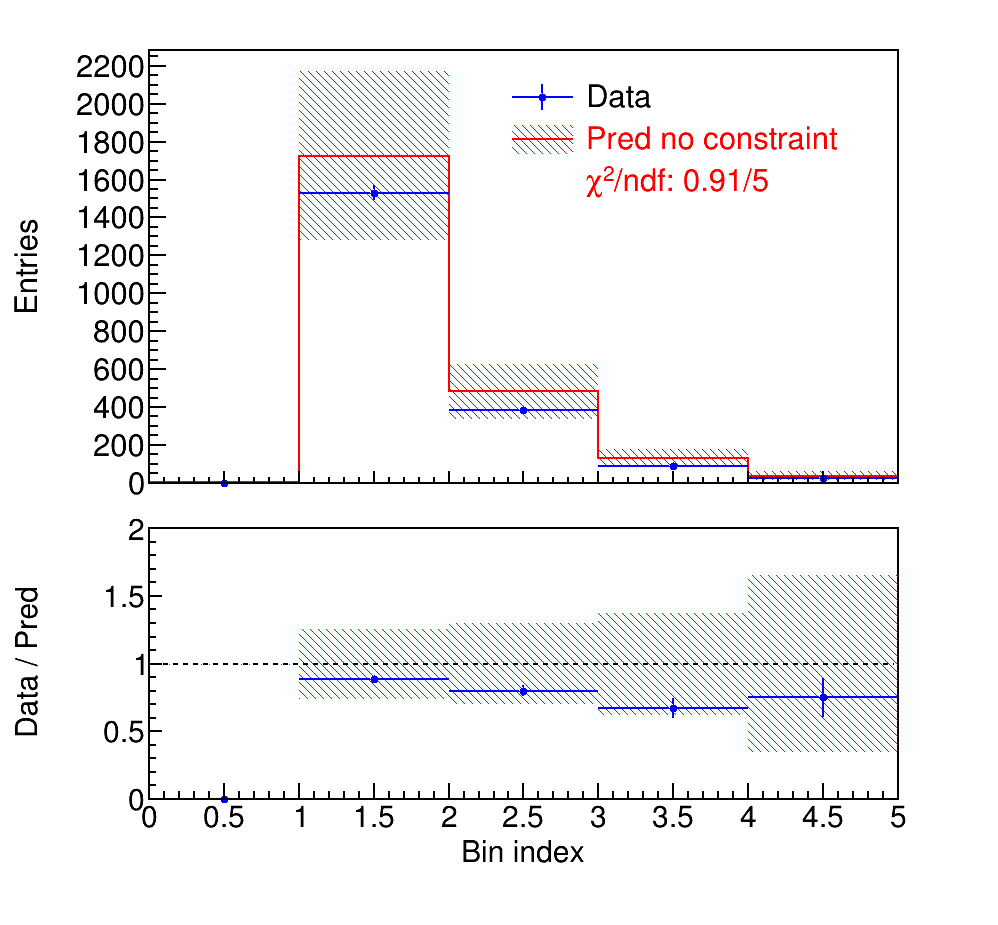 Entries
2200
2000
1800
1600
1400
1200
1000
800
600
400
200
0
Data
Pred no constraint
χ²/ndf: 0.91/5
Data / Pred
2
1.5
1
0.5
0
0 0.5 1 1.5 2 2.5 3 3.5 4 4.5 5
Bin index